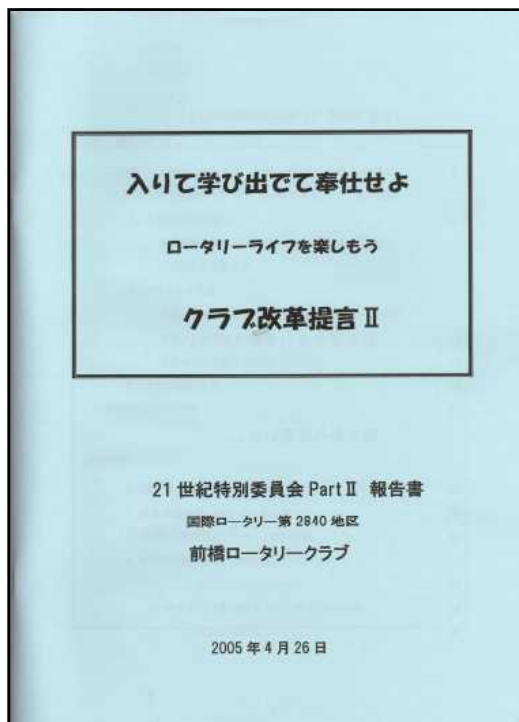 入りて学び出でて奉仕せよ
ロータリーライフを楽しもう
クラブ改革提言Ⅱ
21世紀特別委員会 PartⅡ 報告書
国際ロータリー第2840地区
前橋ロータリークラブ
2005年4月26日